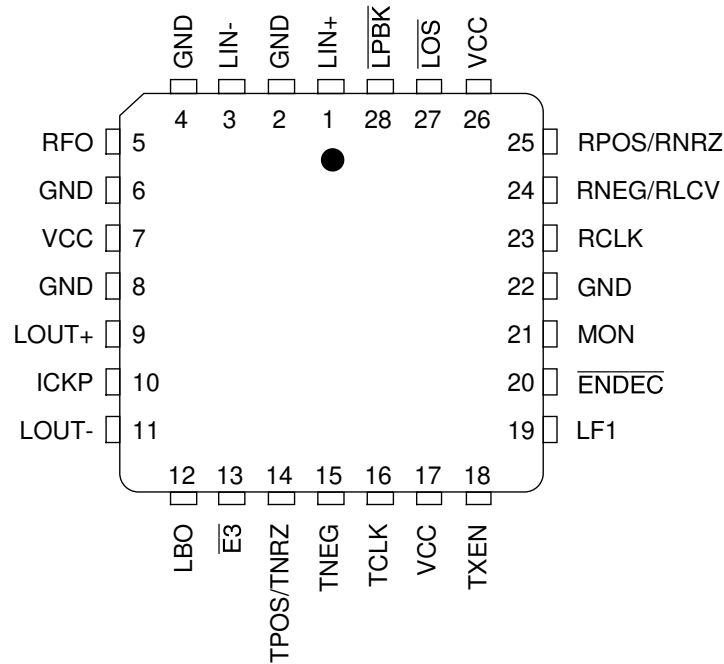 GND
LIN-
GND
LIN+
LPBK
LOS
VCC
4 3 2 1 28 27 26
RFO 5
GND 6
VCC 7
GND 8
LOUT+ 9
ICKP 10
LOUT- 11
25 RPOS/RNRZ
24 RNEG/RLCV
23 RCLK
22 GND
21 MON
20 ENDEC
19 LF1
12 13 14 15 16 17 18
LBO
E3
TPOS/TNRZ
TNEG
TCLK
VCC
TXEN